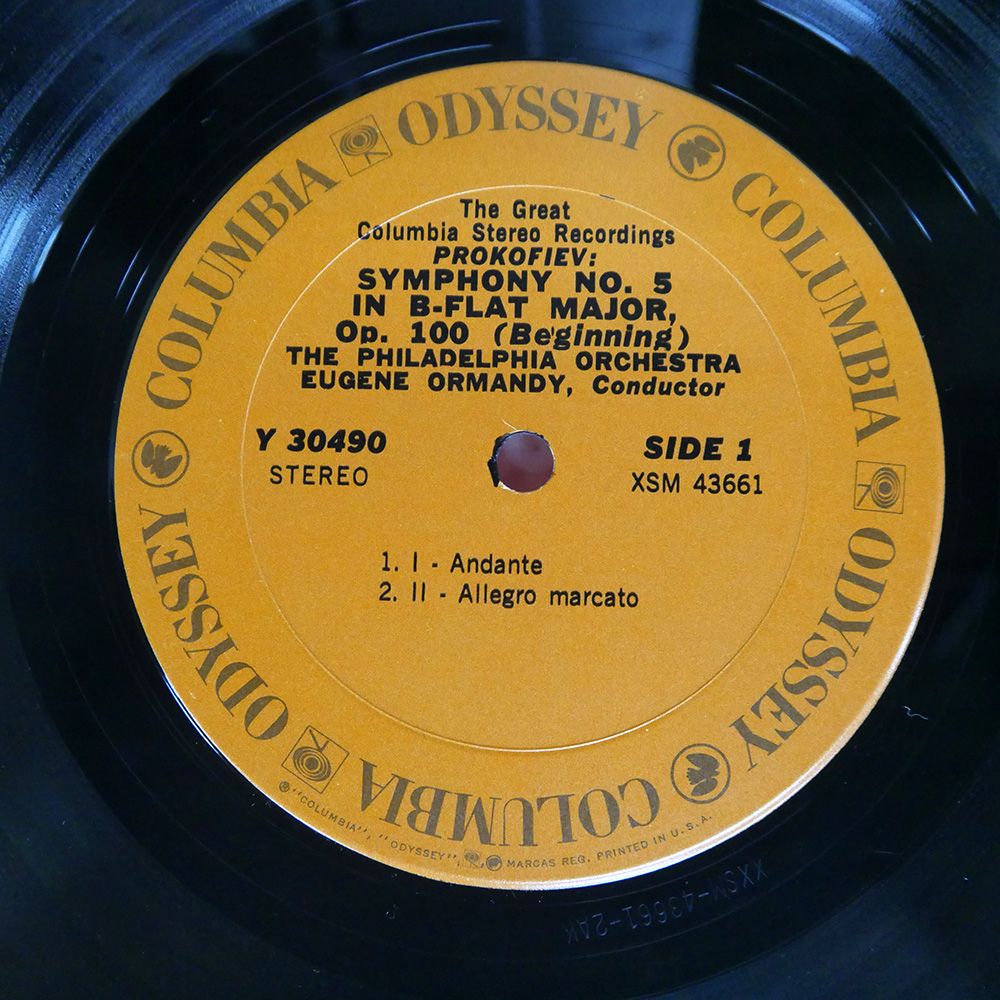 COLUMBIA ODYSSEY COLUMBIA ODYSSEY COLUMBIA ODYSSEY
The Great
Columbia Stereo Recordings
PROKOFIEV:
SYMPHONY NO. 5
IN B-FLAT MAJOR,
Op. 100 (Beginning)
THE PHILADELPHIA ORCHESTRA
EUGENE ORMANDY, Conductor
Y 30490
STEREO
SIDE 1
XSM 43661
1. I - Andante
2. II - Allegro marcato
"COLUMBIA", "ODYSSEY", MARCAS REG. PRINTED IN U.S.A.
XXSM-43661-2AK